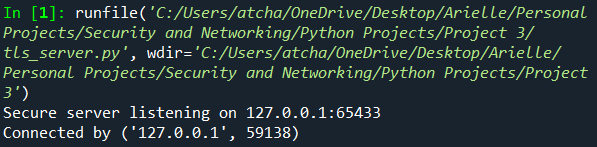 In [1]: runfile('C:/Users/atcha/OneDrive/Desktop/Arielle/Personal
Projects/Security and Networking/Python Projects/Project 3/
tls_server.py', wdir='C:/Users/atcha/OneDrive/Desktop/Arielle/
Personal Projects/Security and Networking/Python Projects/Project
3')
Secure server listening on 127.0.0.1:65433
Connected by ('127.0.0.1', 59138)